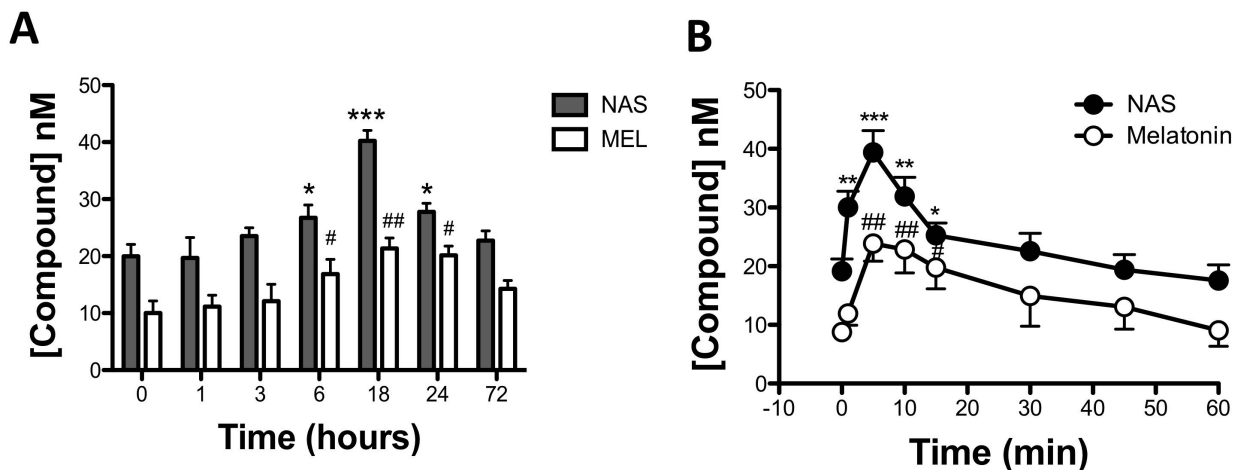 A
[Compound] nM
50
40
30
20
10
0
***
*
*
#
##
#
0 1 3 6 18 24 72
Time (hours)
NAS
MEL
B
[Compound] nM
50
40
30
20
10
0
***
**
**
*
##
##
#
-10 0 10 20 30 40 50 60
Time (min)
NAS
Melatonin